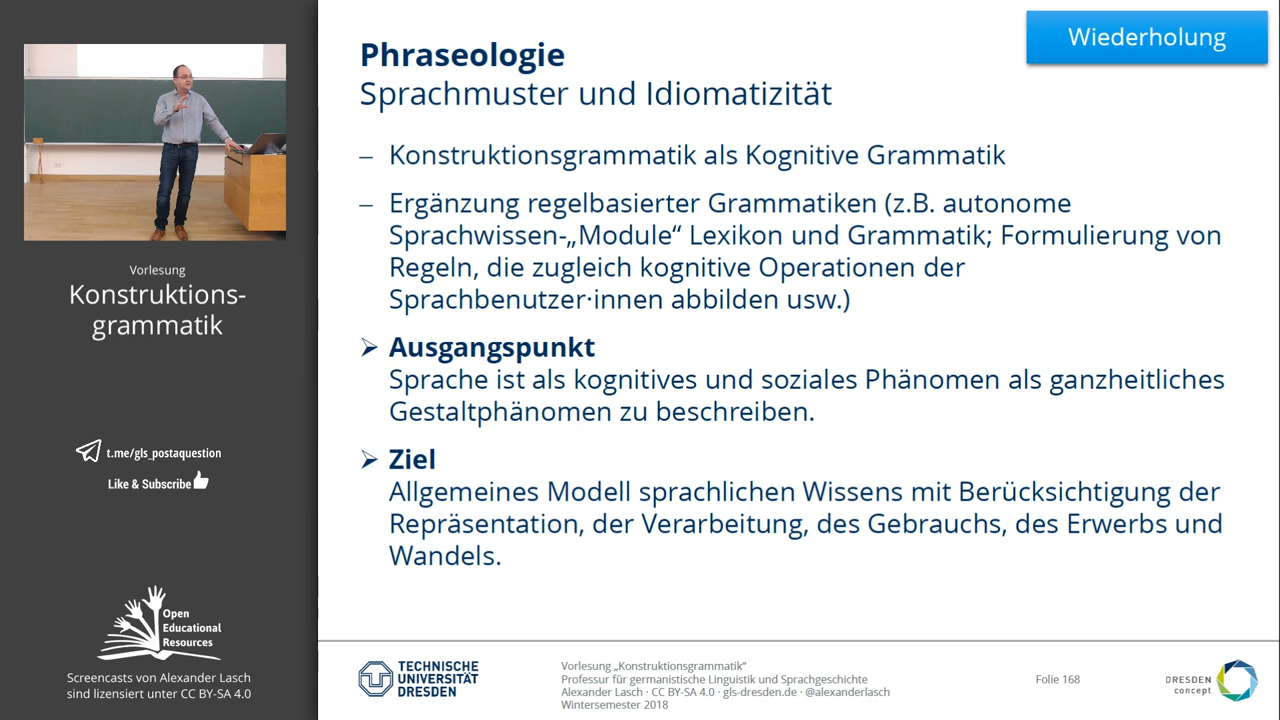 Wiederholung
Phraseologie
Sprachmuster und Idiomatizität
– Konstruktionsgrammatik als Kognitive Grammatik
– Ergänzung regelbasierter Grammatiken (z.B. autonome
Sprachwissen-„Module“ Lexikon und Grammatik; Formulierung von
Regeln, die zugleich kognitive Operationen der
Sprachbenutzer·innen abbilden usw.)
➢ Ausgangspunkt
Sprache ist als kognitives und soziales Phänomen als ganzheitliches
Gestaltphänomen zu beschreiben.
➢ Ziel
Allgemeines Modell sprachlichen Wissens mit Berücksichtigung der
Repräsentation, der Verarbeitung, des Gebrauchs, des Erwerbs und
Wandels.
Vorlesung
Konstruktions-
grammatik
t.me/gls_postaquestion
Like & Subscribe
Open
Educational
Resources
Screencasts von Alexander Lasch
sind lizensiert unter CC BY-SA 4.0
TECHNISCHE
UNIVERSITÄT
DRESDEN
Vorlesung „Konstruktionsgrammatik“
Professur für germanistische Linguistik und Sprachgeschichte
Alexander Lasch · CC BY-SA 4.0 · gls-dresden.de · @alexanderlasch
Wintersemester 2018
Folie 168
DRESDEN
concept